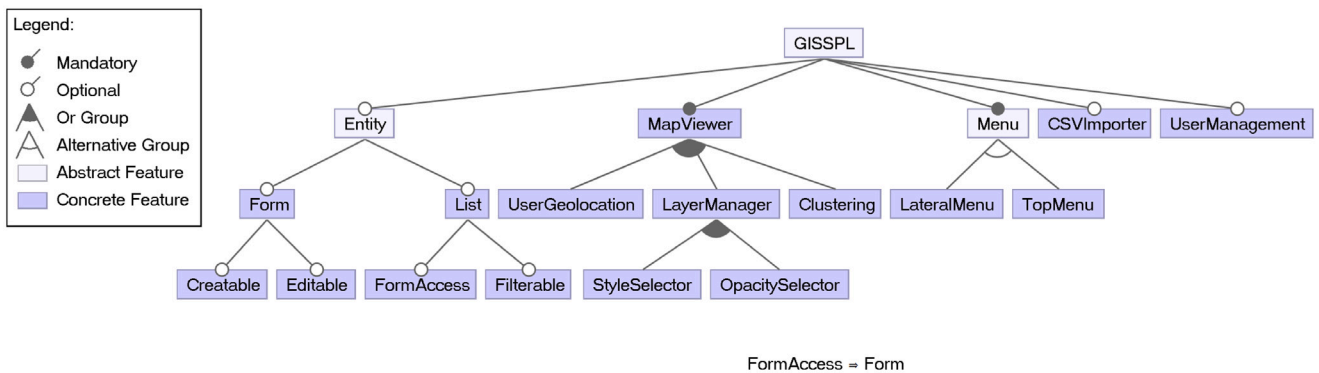 Legend:
Mandatory
Optional
Or Group
Alternative Group
Abstract Feature
Concrete Feature
GISSPL
Entity
MapViewer
Menu
CSVImporter
UserManagement
Form
List
UserGeolocation
LayerManager
Clustering
LateralMenu
TopMenu
Creatable
Editable
FormAccess
Filterable
StyleSelector
OpacitySelector
FormAccess ⇒ Form